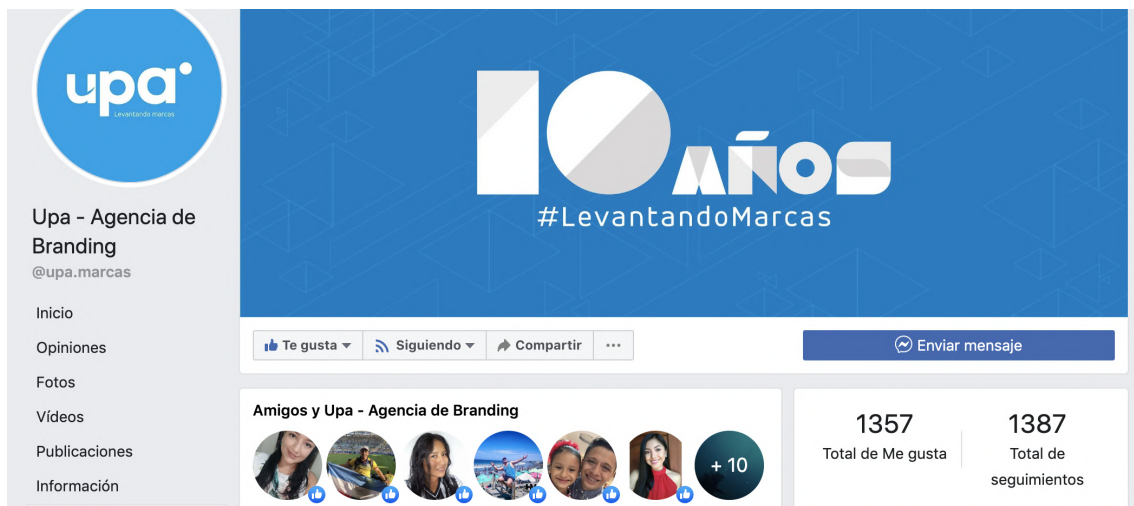 upa
Levantando marcas
10 AÑOS
#LevantandoMarcas
Upa - Agencia de
Branding
@upa.marcas
Inicio
Opiniones
Fotos
Vídeos
Publicaciones
Información
Te gusta
Siguiendo
Compartir
Enviar mensaje
Amigos y Upa - Agencia de Branding
+ 10
1357
Total de Me gusta
1387
Total de
seguimientos